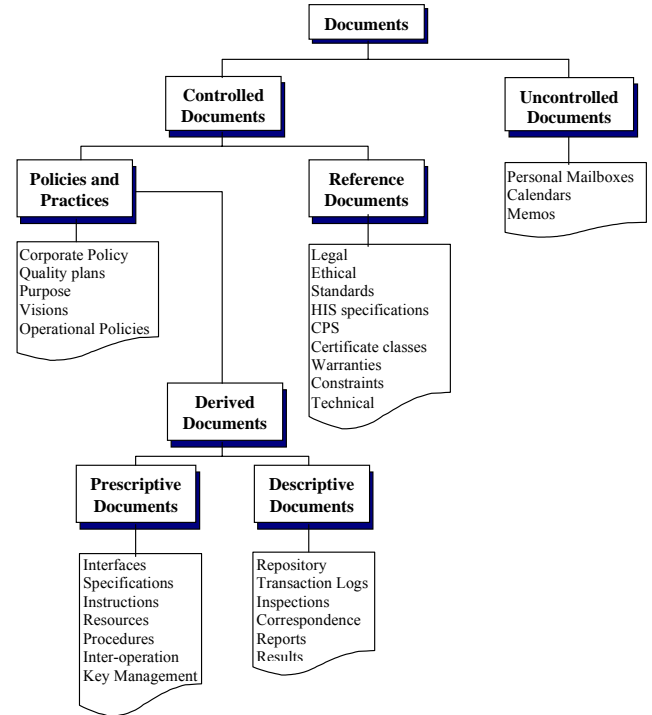 Documents
Controlled
Documents
Uncontrolled
Documents
Policies and
Practices
Reference
Documents
Personal Mailboxes
Calendars
Memos
Corporate Policy
Quality plans
Purpose
Visions
Operational Policies
Legal
Ethical
Standards
HIS specifications
CPS
Certificate classes
Warranties
Constraints
Technical
Derived
Documents
Prescriptive
Documents
Descriptive
Documents
Interfaces
Specifications
Instructions
Resources
Procedures
Inter-operation
Key Management
Repository
Transaction Logs
Inspections
Correspondence
Reports
Results